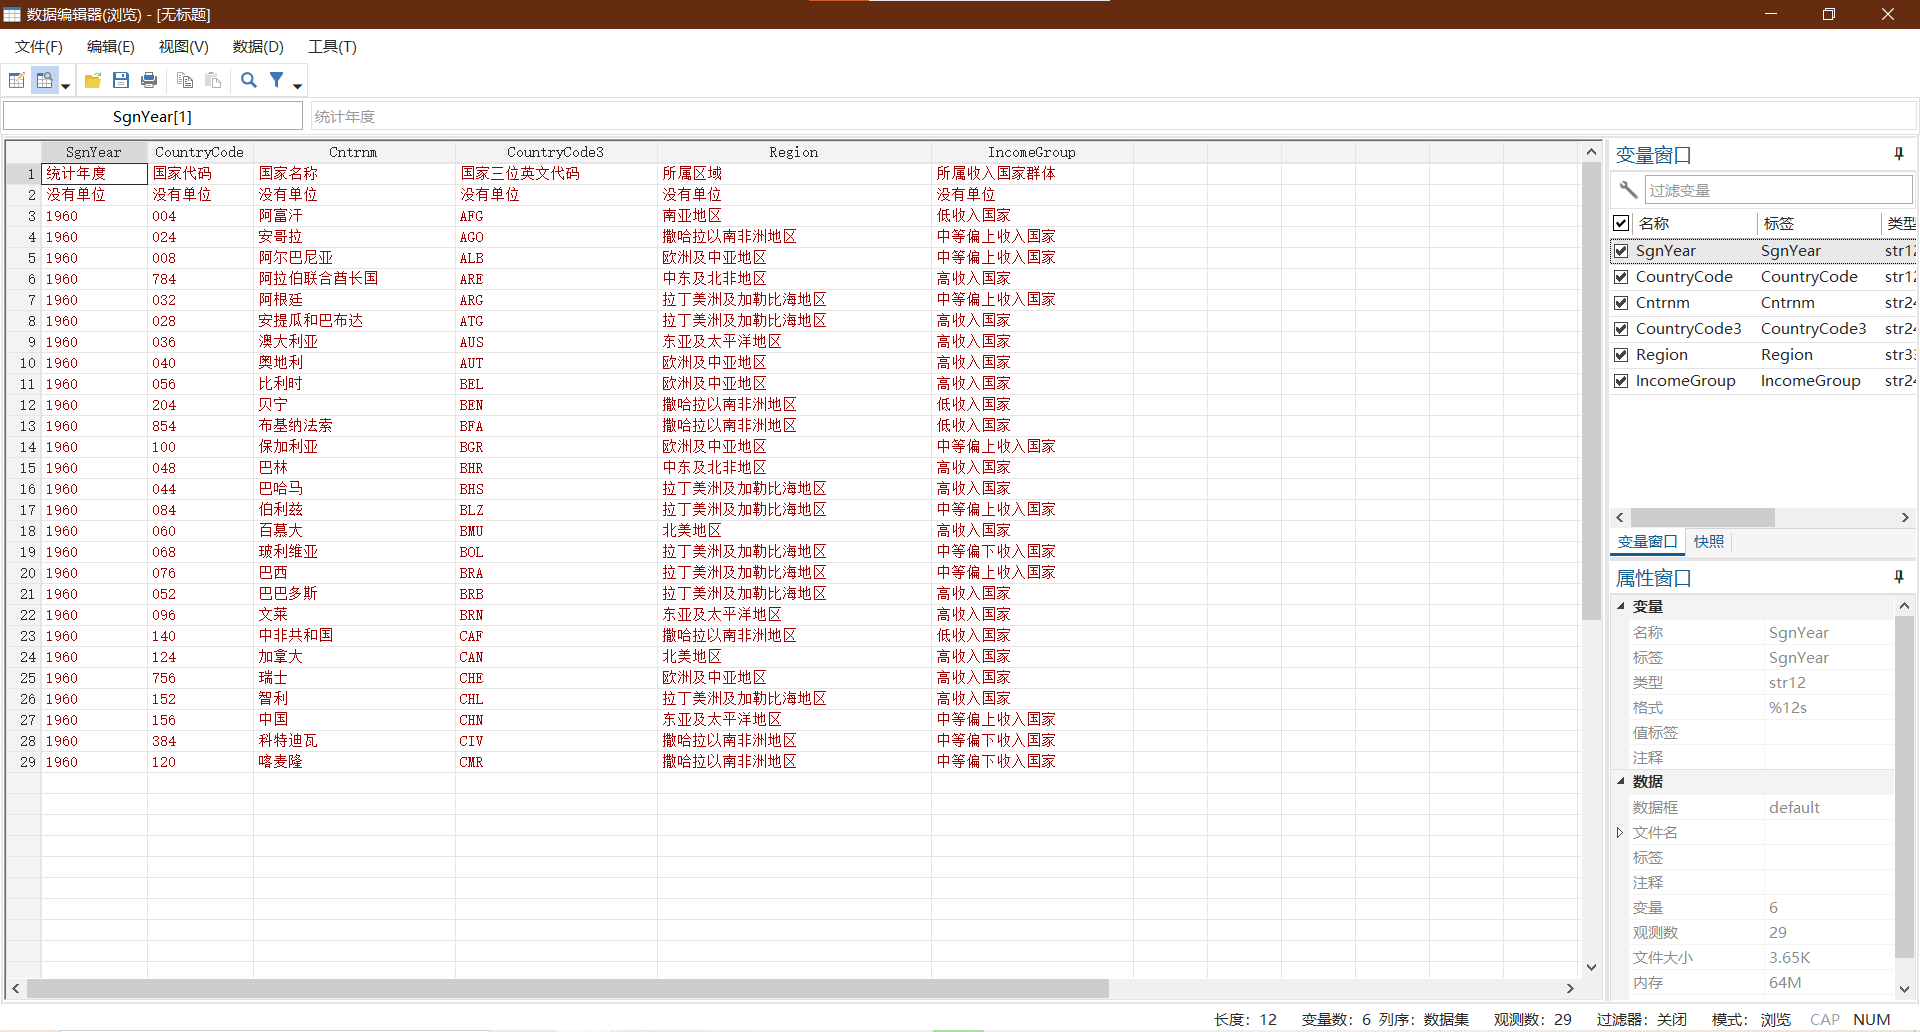 数据编辑器(浏览) - [无标题]
文件(F) 编辑(E) 视图(V) 数据(D) 工具(T)
SgnYear[1] 统计年度
SgnYear CountryCode Cntrnm CountryCode3 Region IncomeGroup
1 统计年度 国家代码 国家名称 国家三位英文代码 所属区域 所属收入国家群体
2 没有单位 没有单位 没有单位 没有单位 没有单位 没有单位
3 1960 004 阿富汗 AFG 南亚地区 低收入国家
4 1960 024 安哥拉 AGO 撒哈拉以南非洲地区 中等偏上收入国家
5 1960 008 阿尔巴尼亚 ALB 欧洲及中亚地区 中等偏上收入国家
6 1960 784 阿拉伯联合酋长国 ARE 中东及北非地区 高收入国家
7 1960 032 阿根廷 ARG 拉丁美洲及加勒比海地区 中等偏上收入国家
8 1960 028 安提瓜和巴布达 ATG 拉丁美洲及加勒比海地区 高收入国家
9 1960 036 澳大利亚 AUS 东亚及太平洋地区 高收入国家
10 1960 040 奥地利 AUT 欧洲及中亚地区 高收入国家
11 1960 056 比利时 BEL 欧洲及中亚地区 高收入国家
12 1960 204 贝宁 BEN 撒哈拉以南非洲地区 低收入国家
13 1960 854 布基纳法索 BFA 撒哈拉以南非洲地区 低收入国家
14 1960 100 保加利亚 BGR 欧洲及中亚地区 中等偏上收入国家
15 1960 048 巴林 BHR 中东及北非地区 高收入国家
16 1960 044 巴哈马 BHS 拉丁美洲及加勒比海地区 高收入国家
17 1960 084 伯利兹 BLZ 拉丁美洲及加勒比海地区 中等偏上收入国家
18 1960 060 百慕大 BMU 北美地区 高收入国家
19 1960 068 玻利维亚 BOL 拉丁美洲及加勒比海地区 中等偏下收入国家
20 1960 076 巴西 BRA 拉丁美洲及加勒比海地区 中等偏上收入国家
21 1960 052 巴巴多斯 BRB 拉丁美洲及加勒比海地区 高收入国家
22 1960 096 文莱 BRN 东亚及太平洋地区 高收入国家
23 1960 140 中非共和国 CAF 撒哈拉以南非洲地区 低收入国家
24 1960 124 加拿大 CAN 北美地区 高收入国家
25 1960 756 瑞士 CHE 欧洲及中亚地区 高收入国家
26 1960 152 智利 CHL 拉丁美洲及加勒比海地区 高收入国家
27 1960 156 中国 CHN 东亚及太平洋地区 中等偏上收入国家
28 1960 384 科特迪瓦 CIV 撒哈拉以南非洲地区 中等偏下收入国家
29 1960 120 喀麦隆 CMR 撒哈拉以南非洲地区 中等偏下收入国家
变量窗口
过滤变量
名称 标签 类型
SgnYear SgnYear str12
CountryCode CountryCode str12
Cntrnm Cntrnm str24
CountryCode3 CountryCode3 str24
Region Region str33
IncomeGroup IncomeGroup str24
变量窗口 快照
属性窗口
变量
名称 SgnYear
标签 SgnYear
类型 str12
格式 %12s
值标签
注释
数据
数据框 default
文件名
标签
注释
变量 6
观测数 29
文件大小 3.65K
内存 64M
长度: 12 变量数: 6 列序: 数据集 观测数: 29 过滤器: 关闭 模式: 浏览 CAP NUM